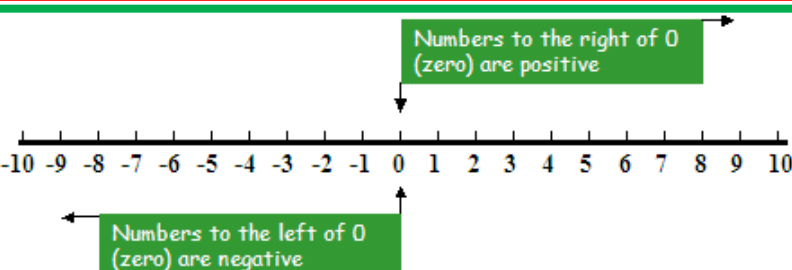 Numbers to the right of 0
(zero) are positive
-10 -9 -8 -7 -6 -5 -4 -3 -2 -1 0 1 2 3 4 5 6 7 8 9 10
Numbers to the left of 0
(zero) are negative